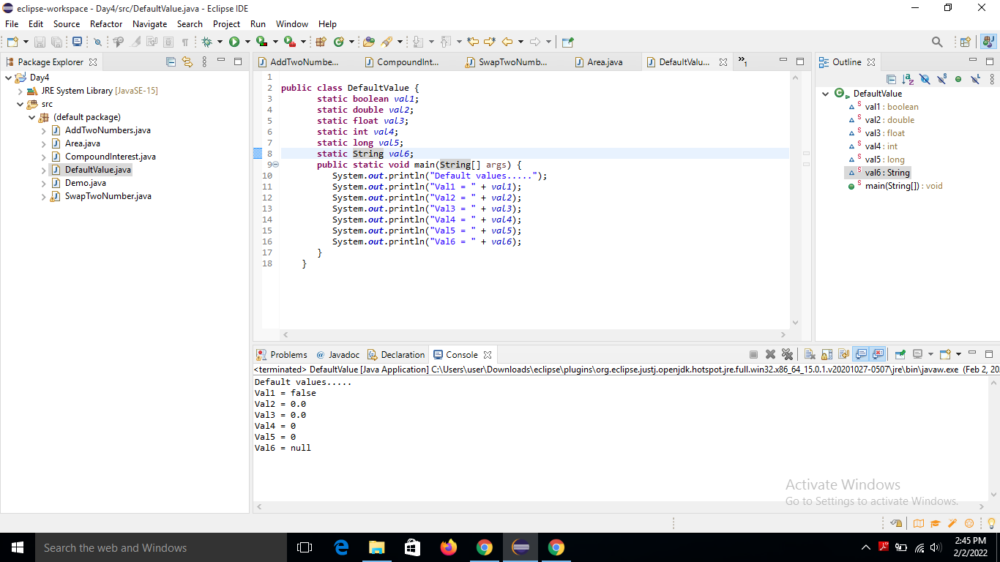 eclipse-workspace - Day4/src/DefaultValue.java - Eclipse IDE
File Edit Source Refactor Navigate Search Project Run Window Help
Package Explorer
Day4
JRE System Library [JavaSE-15]
src
(default package)
AddTwoNumbers.java
Area.java
CompoundInterest.java
DefaultValue.java
Demo.java
SwapTwoNumber.java
AddTwoNumbe... CompoundInt... SwapTwoNumb... Area.java DefaultValu... »1
1
2 public class DefaultValue {
3 static boolean val1;
4 static double val2;
5 static float val3;
6 static int val4;
7 static long val5;
8 static String val6;
9 public static void main(String[] args) {
10 System.out.println("Default values.....");
11 System.out.println("Val1 = " + val1);
12 System.out.println("Val2 = " + val2);
13 System.out.println("Val3 = " + val3);
14 System.out.println("Val4 = " + val4);
15 System.out.println("Val5 = " + val5);
16 System.out.println("Val6 = " + val6);
17 }
18 }
Outline
DefaultValue
val1 : boolean
val2 : double
val3 : float
val4 : int
val5 : long
val6 : String
main(String[]) : void
Problems @ Javadoc Declaration Console
<terminated> DefaultValue [Java Application] C:\Users\user\Downloads\eclipse\plugins\org.eclipse.justj.openjdk.hotspot.jre.full.win32.x86_64_15.0.1.v20201027-0507\jre\bin\javaw.exe (Feb 2, 20
Default values.....
Val1 = false
Val2 = 0.0
Val3 = 0.0
Val4 = 0
Val5 = 0
Val6 = null
Activate Windows
Go to Settings to activate Windows.
Search the web and Windows
2:45 PM
2/2/2022